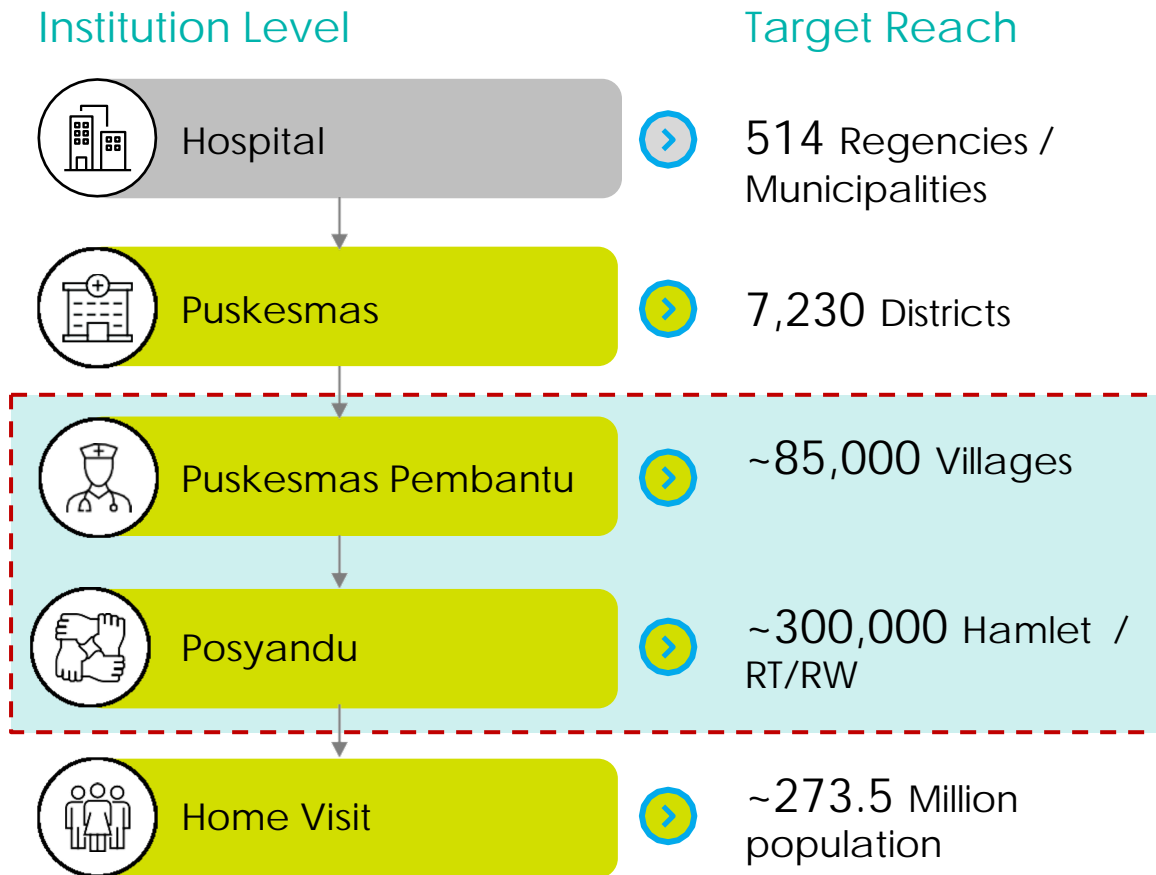 Institution Level
Target Reach
Hospital
514 Regencies /
Municipalities
Puskesmas
7,230 Districts
Puskesmas Pembantu
~85,000 Villages
Posyandu
~300,000 Hamlet /
RT/RW
Home Visit
~273.5 Million
population